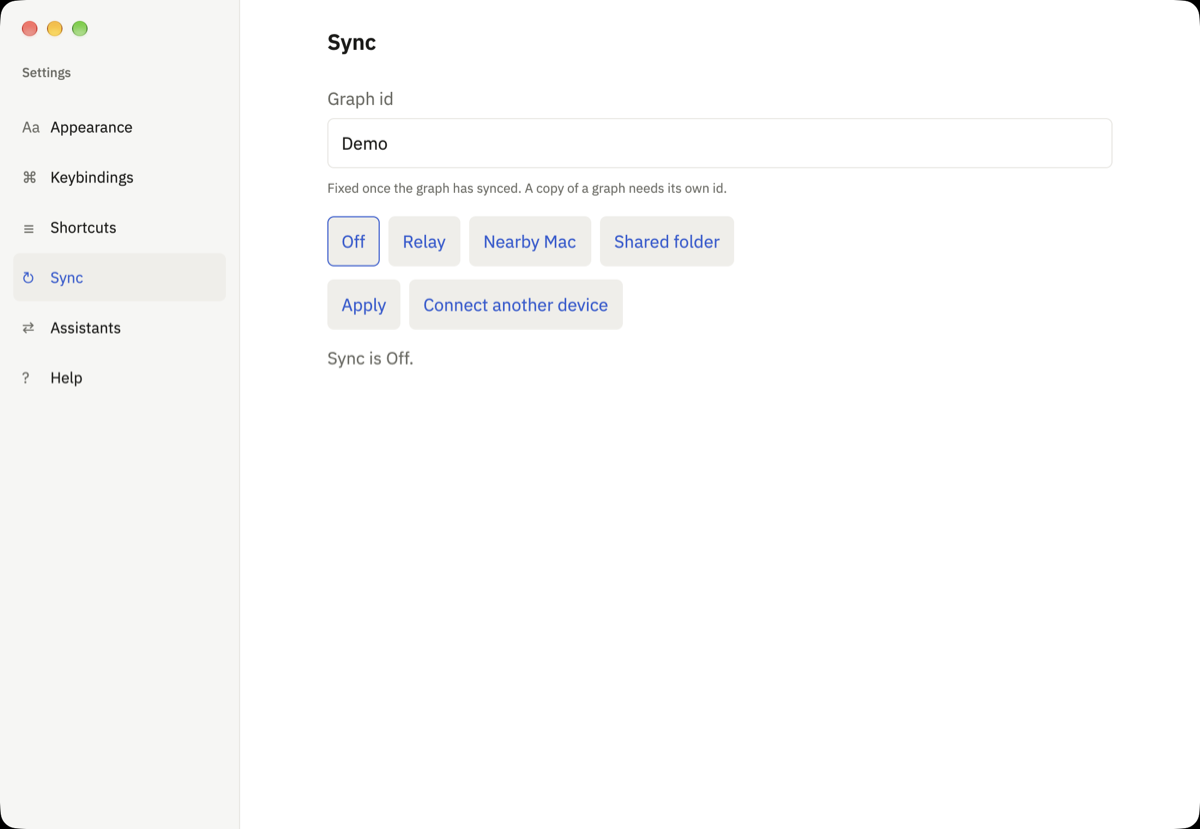 Settings
Aa Appearance
⌘ Keybindings
≡ Shortcuts
↻ Sync
⇄ Assistants
? Help
Sync
Graph id
Demo
Fixed once the graph has synced. A copy of a graph needs its own id.
Off Relay Nearby Mac Shared folder
Apply Connect another device
Sync is Off.